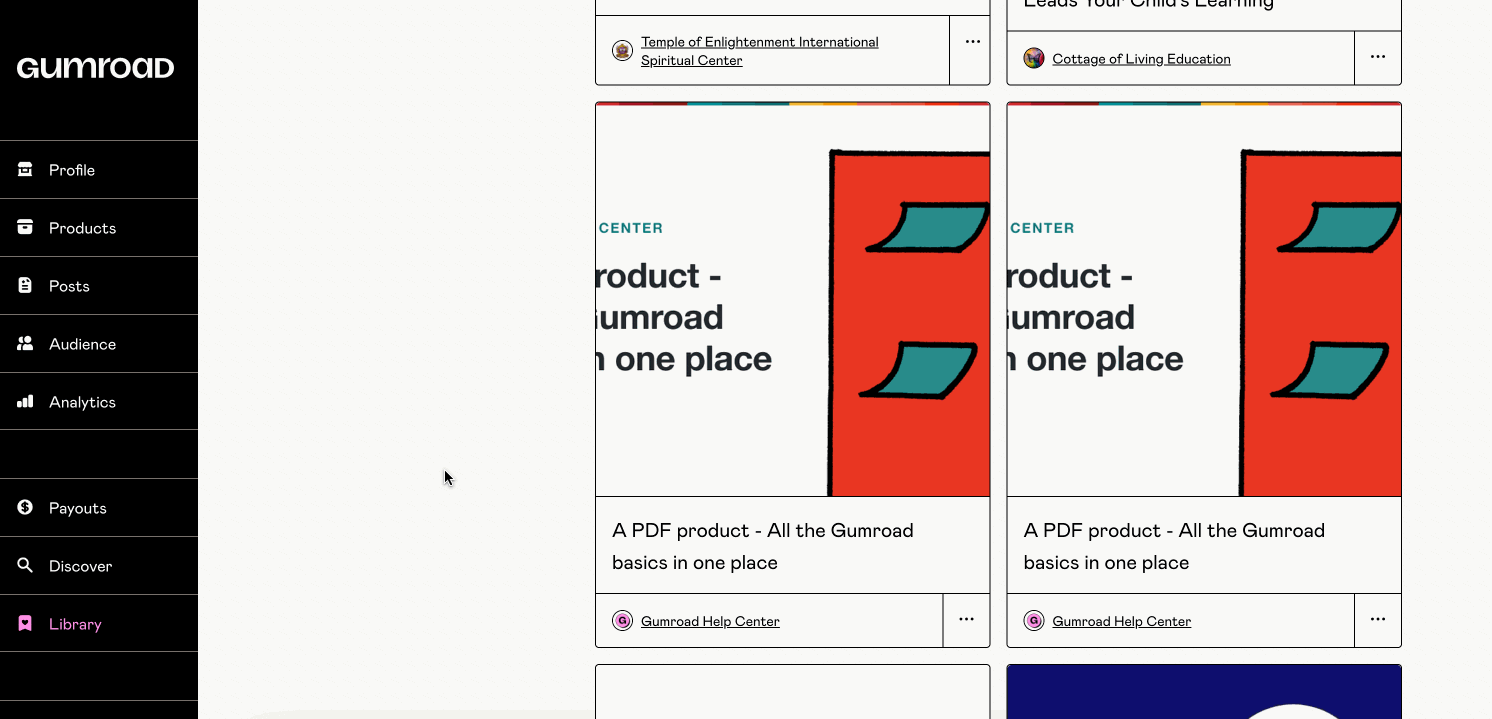 GUMROAD
Profile
Products
Posts
Audience
Analytics
Payouts
Discover
Library
Leads Your Child's Learning
Temple of Enlightenment International
Spiritual Center
...
Cottage of Living Education
...
CENTER
roduct -
Gumroad
n one place
A PDF product - All the Gumroad
basics in one place
G
Gumroad Help Center
...
CENTER
roduct -
Gumroad
n one place
A PDF product - All the Gumroad
basics in one place
G
Gumroad Help Center
...